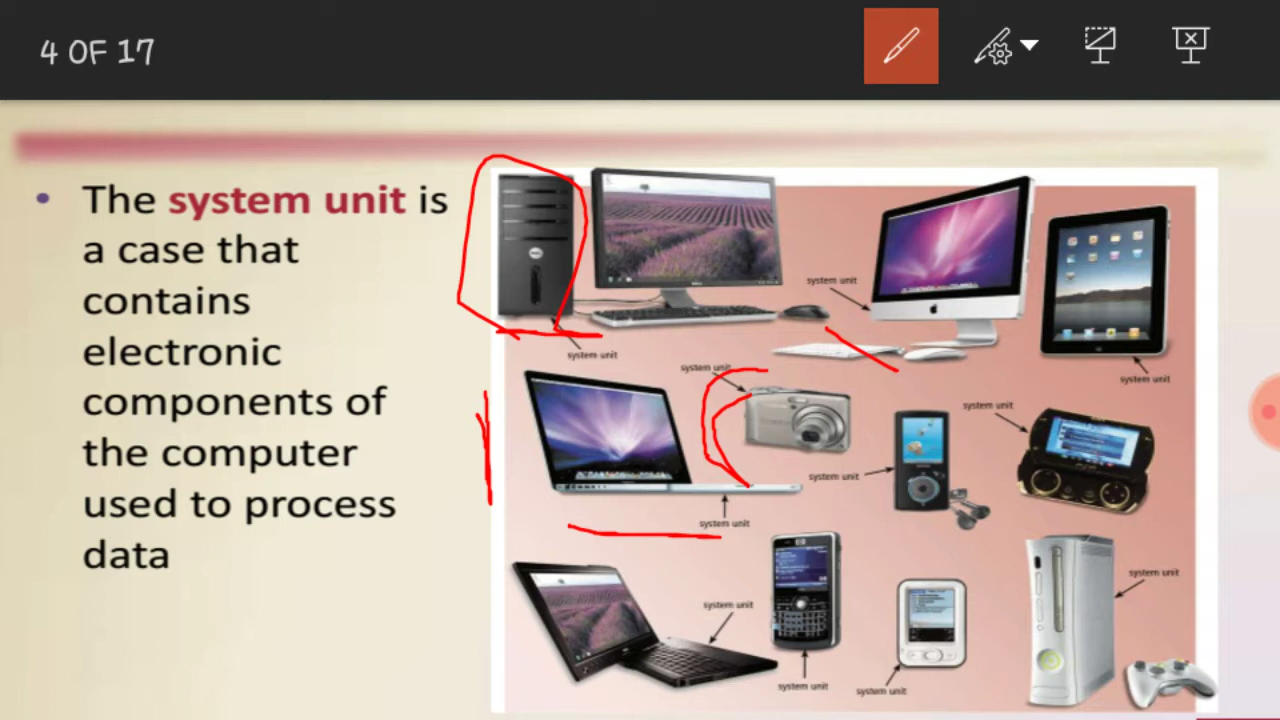 4 OF 17
• The system unit is
a case that
contains
electronic
components of
the computer
used to process
data
system unit
system unit
system unit
system unit
system unit
system unit
system unit
system unit
system unit
system unit
system unit
system unit